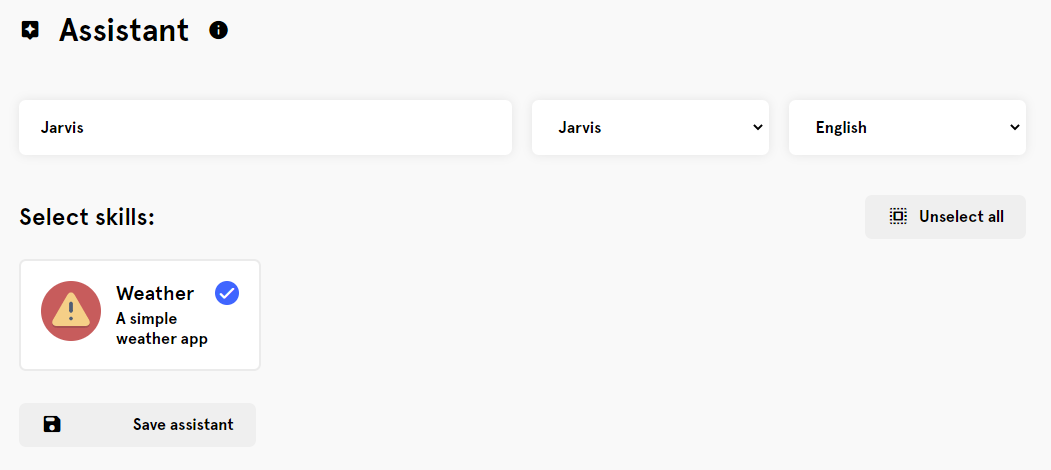 Assistant
Jarvis
Jarvis
English
Select skills:
Unselect all
Weather
A simple
weather app
Save assistant